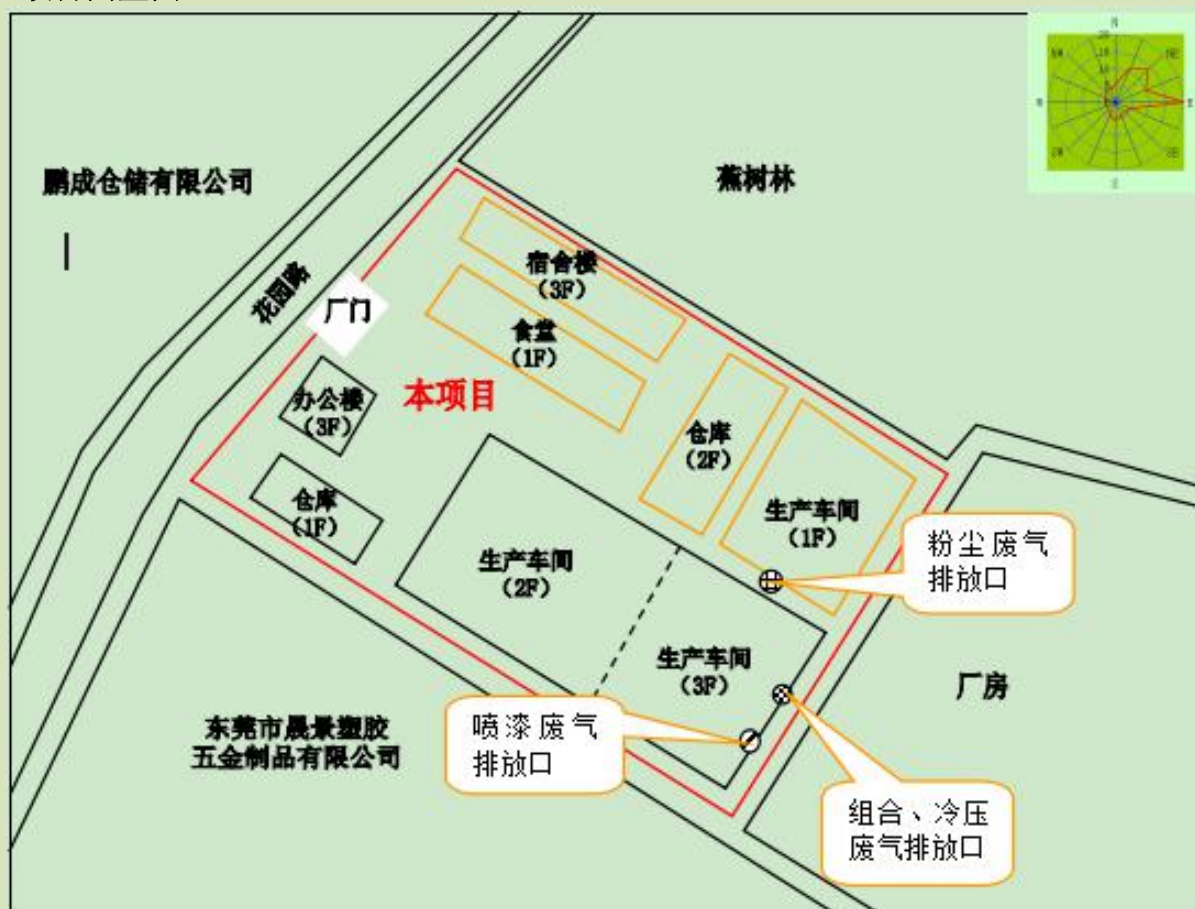 N
NE
E
SE
S
SW
NW
鹏成仓储有限公司
蕉树林
花园路
厂门
宿舍楼
(3F)
食堂
(1F)
办公楼
(3F)
本项目
仓库
(2F)
仓库
(1F)
生产车间
(1F)
生产车间
(2F)
生产车间
(3F)
粉尘废气
排放口
厂房
喷漆废气
排放口
东莞市晨景塑胶
五金制品有限公司
组合、冷压
废气排放口